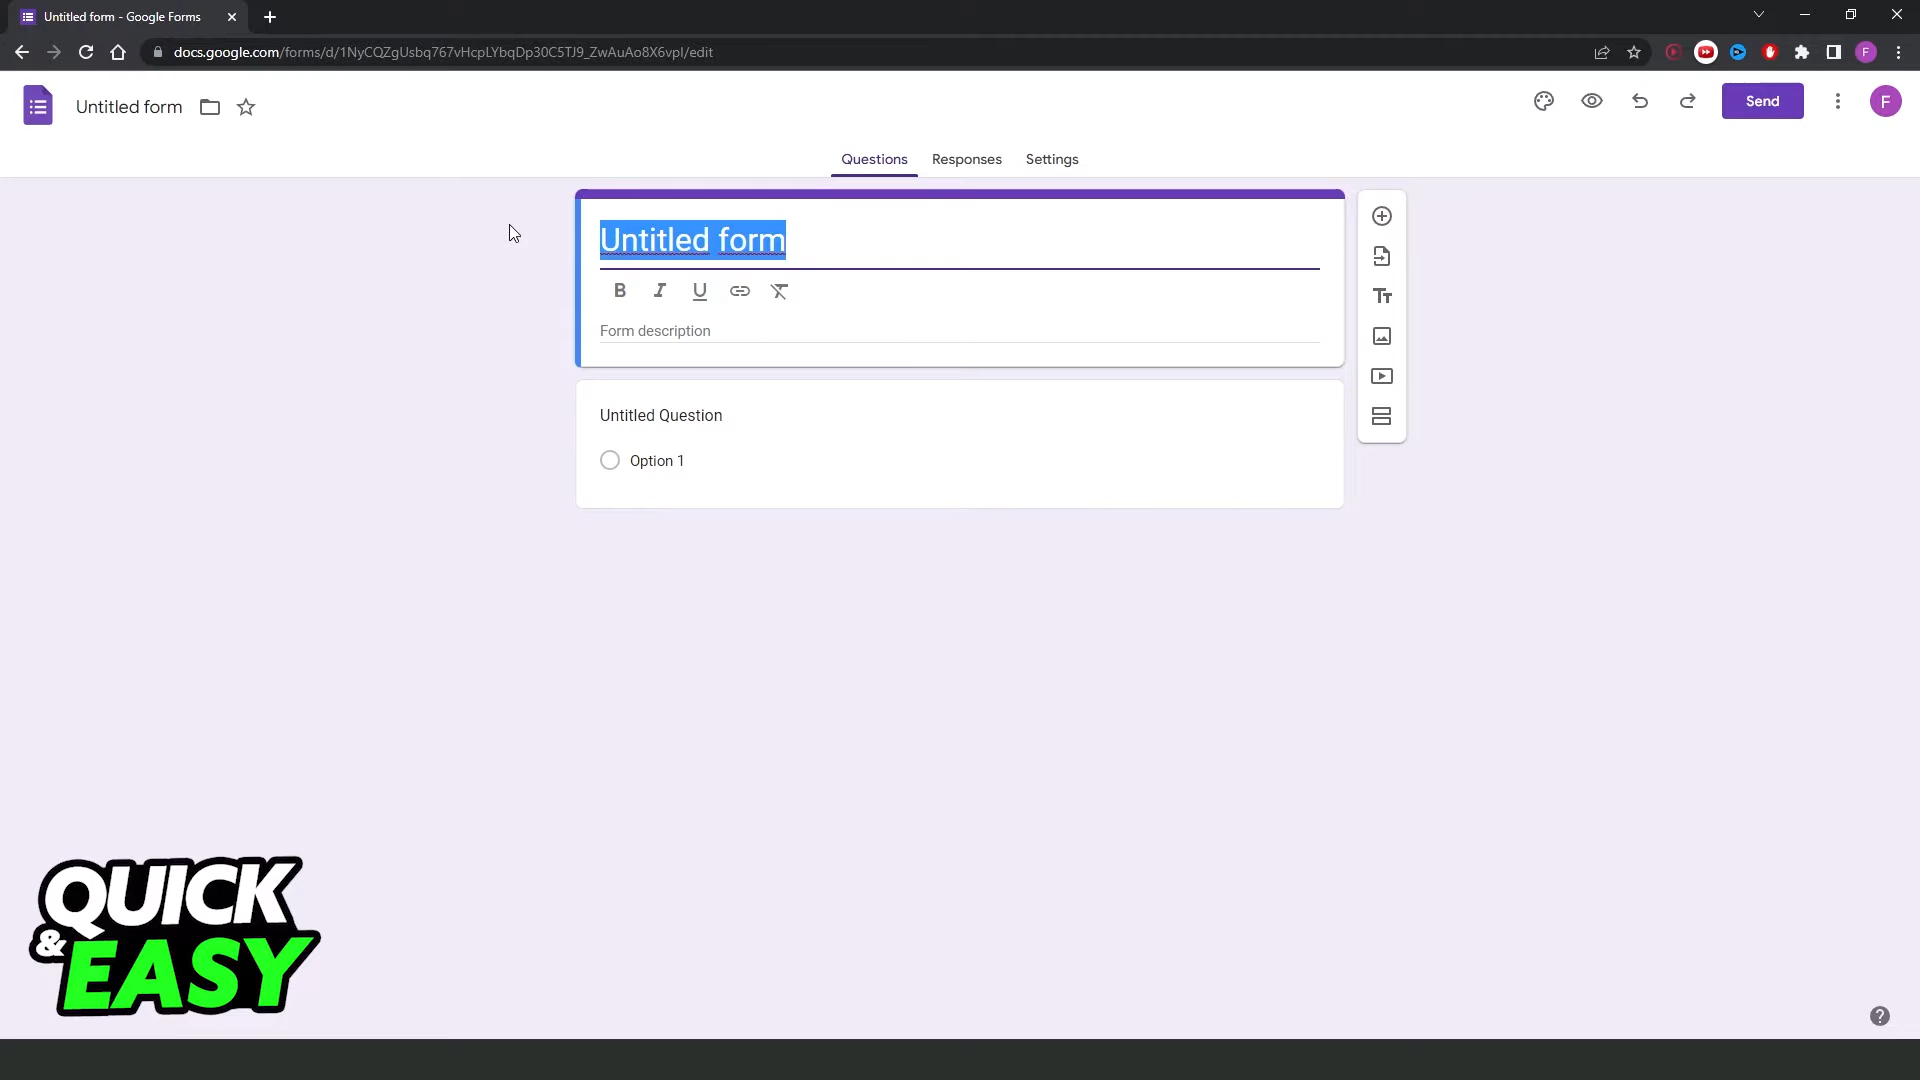 Untitled form - Google Forms
docs.google.com/forms/d/1NyCQZgUsbq767vHcpLYbqDp30C5TJ9_ZwAuAo8X6vpI/edit
F
Untitled form
Send
F
Questions Responses Settings
Untitled form
B I U
Form description
Untitled Question
Option 1
QUICK
& EASY